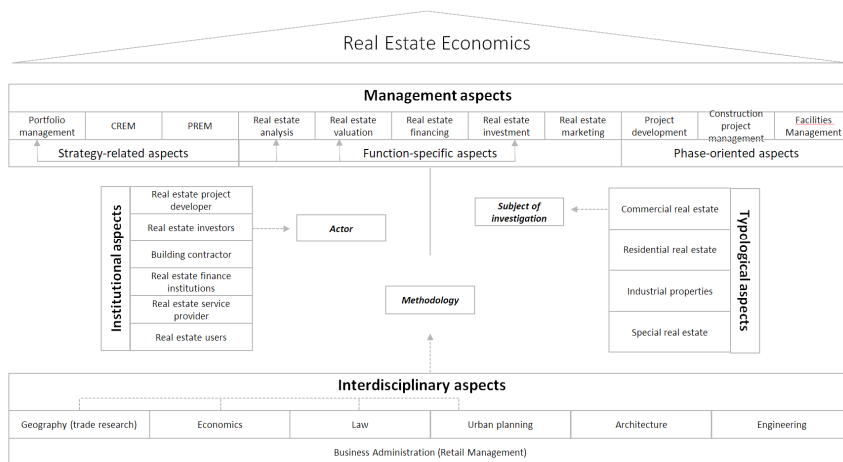 Real Estate Economics
Management aspects
Portfolio
management
CREM
PREM
Real estate
analysis
Real estate
valuation
Real estate
financing
Real estate
investment
Real estate
marketing
Project
development
Construction
project
management
Facilities
Management
Strategy-related aspects
Function-specific aspects
Phase-oriented aspects
Institutional aspects
Real estate project
developer
Real estate investors
Building contractor
Real estate finance
institutions
Real estate service
provider
Real estate users
Actor
Subject of
investigation
Methodology
Commercial real estate
Residential real estate
Industrial properties
Special real estate
Typological aspects
Interdisciplinary aspects
Geography (trade research)
Economics
Law
Urban planning
Architecture
Engineering
Business Administration (Retail Management)